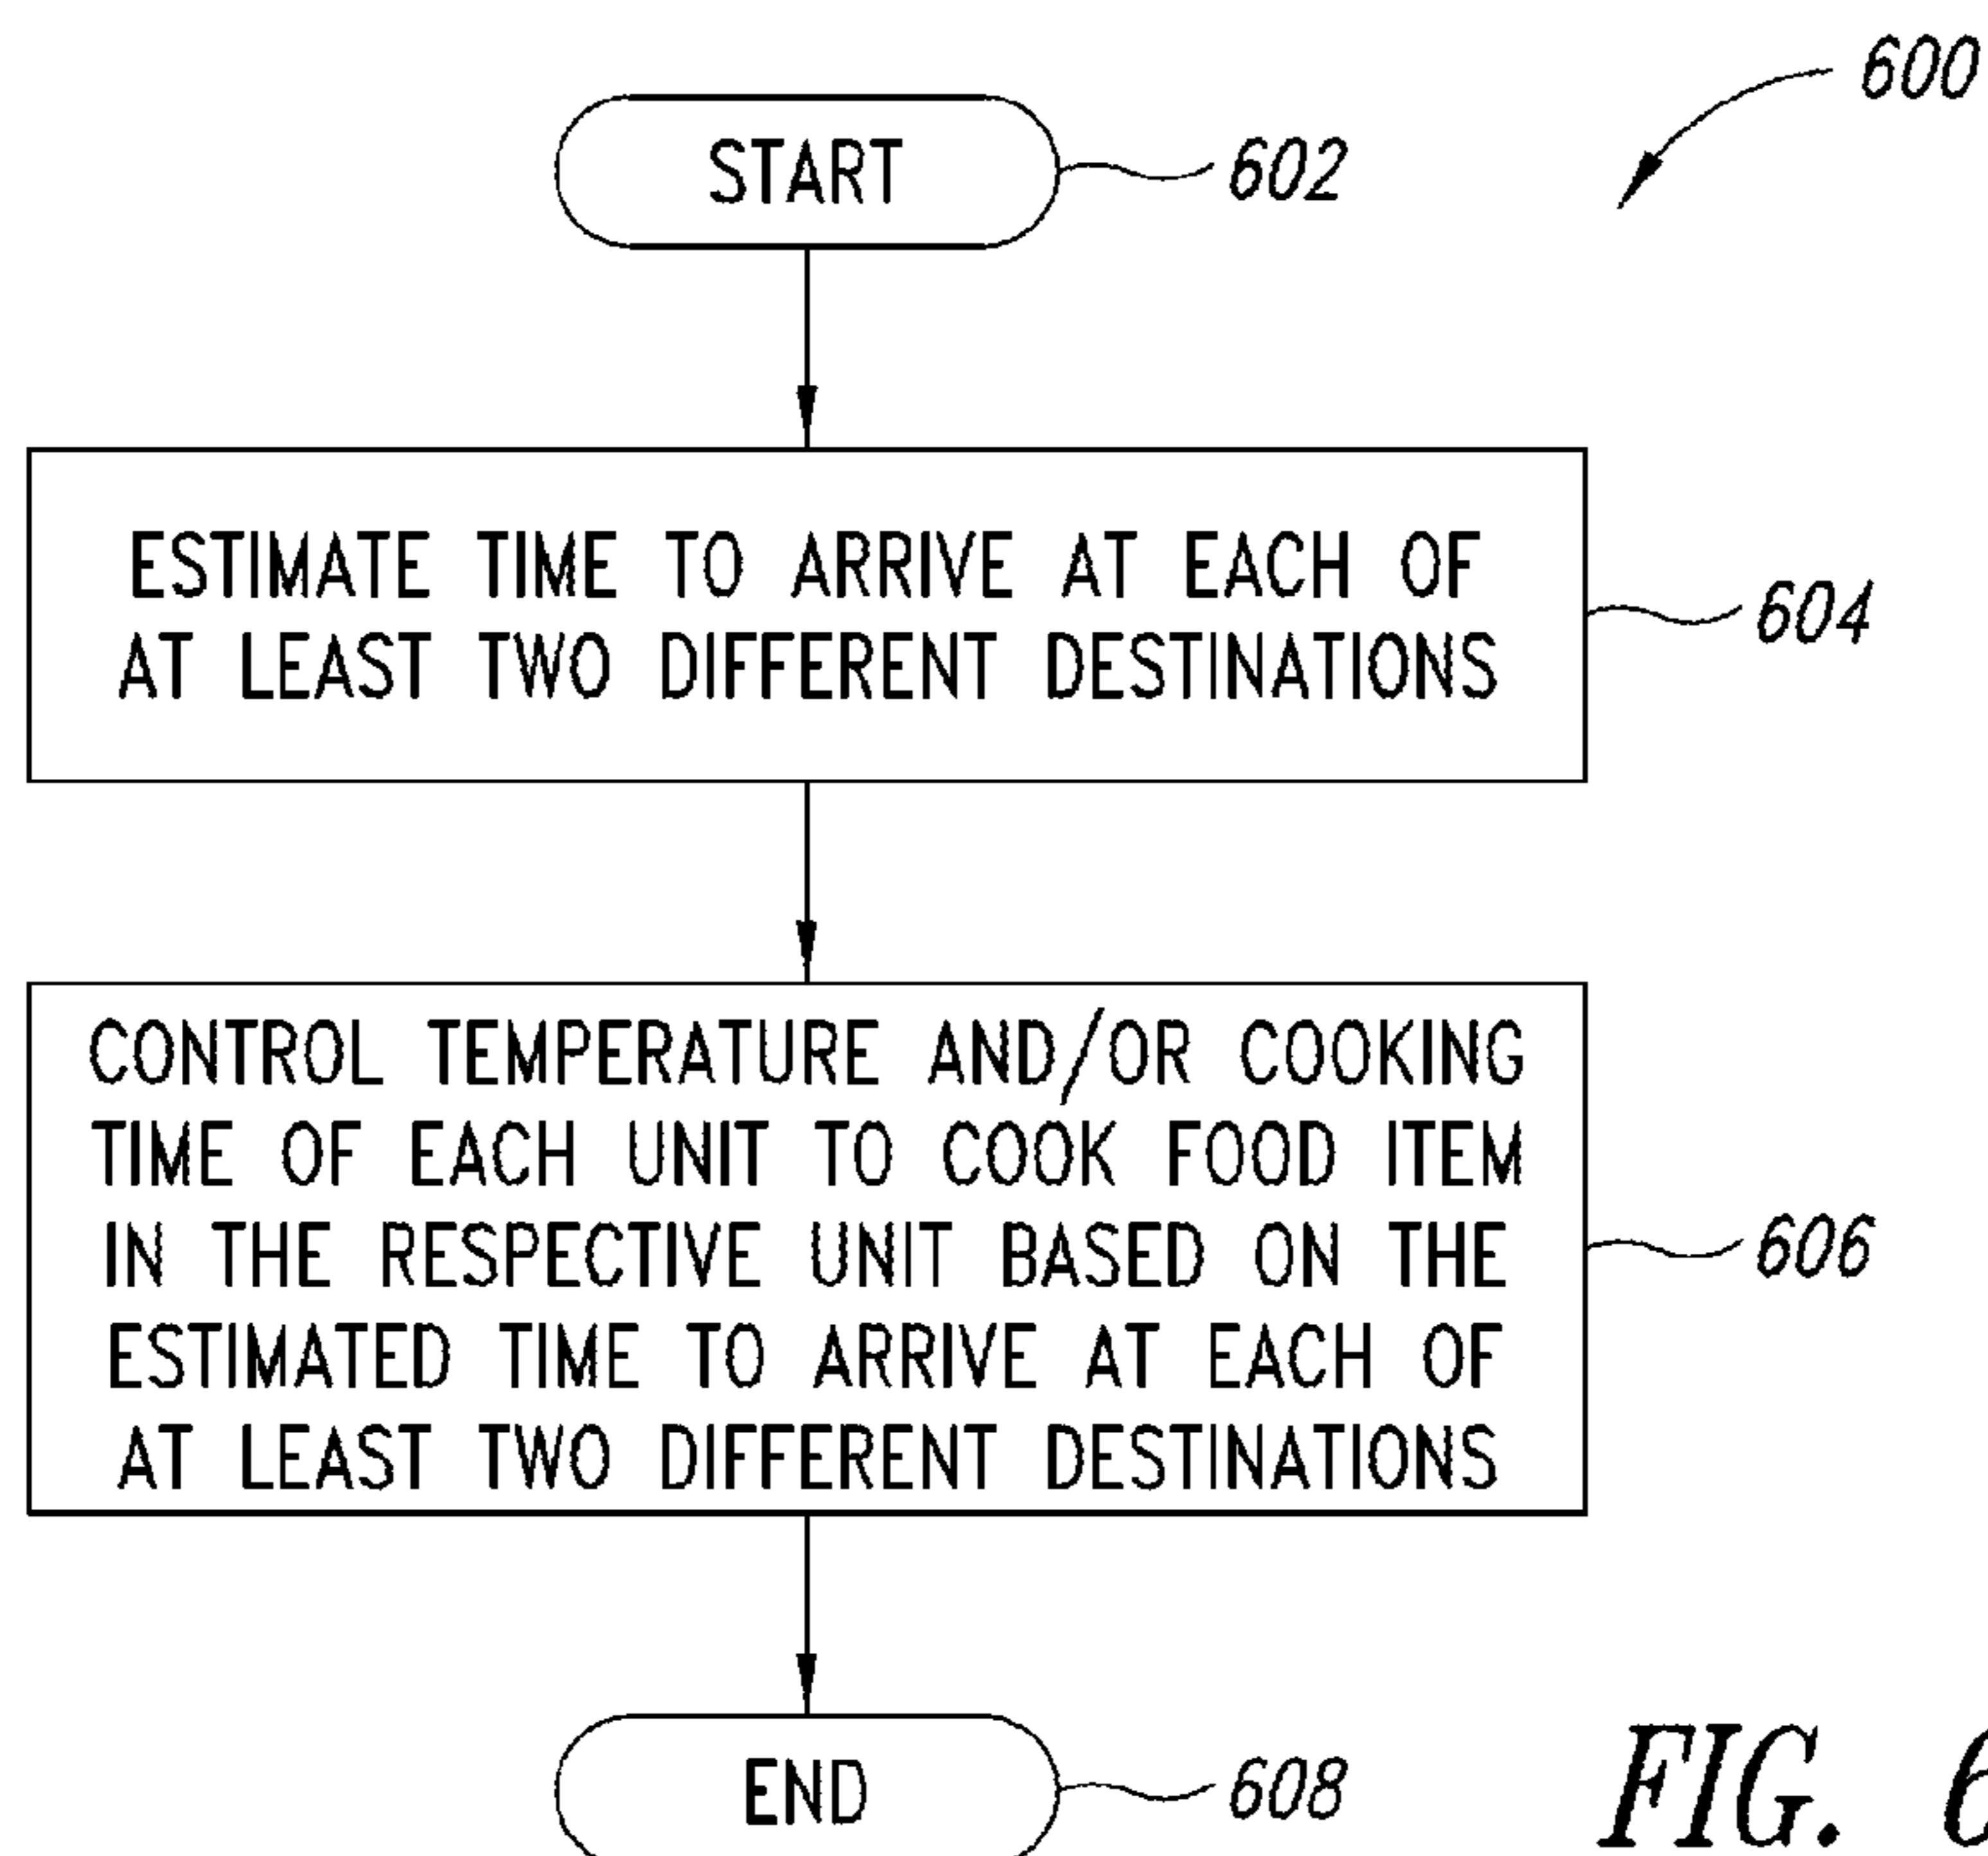 600
START
602
ESTIMATE TIME TO ARRIVE AT EACH OF
AT LEAST TWO DIFFERENT DESTINATIONS
604
CONTROL TEMPERATURE AND/OR COOKING
TIME OF EACH UNIT TO COOK FOOD ITEM
IN THE RESPECTIVE UNIT BASED ON THE
ESTIMATED TIME TO ARRIVE AT EACH OF
AT LEAST TWO DIFFERENT DESTINATIONS
606
END
608
FIG.